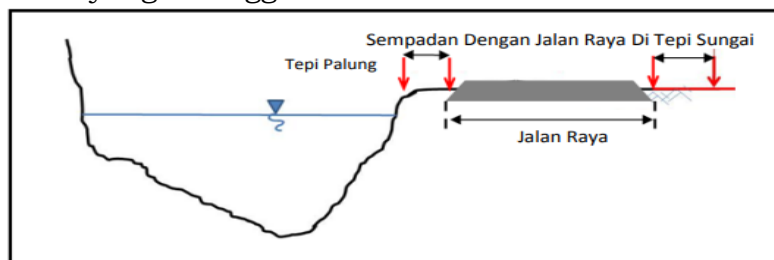 Sempadan Dengan Jalan Raya Di Tepi Sungai
Tepi Palung
Jalan Raya